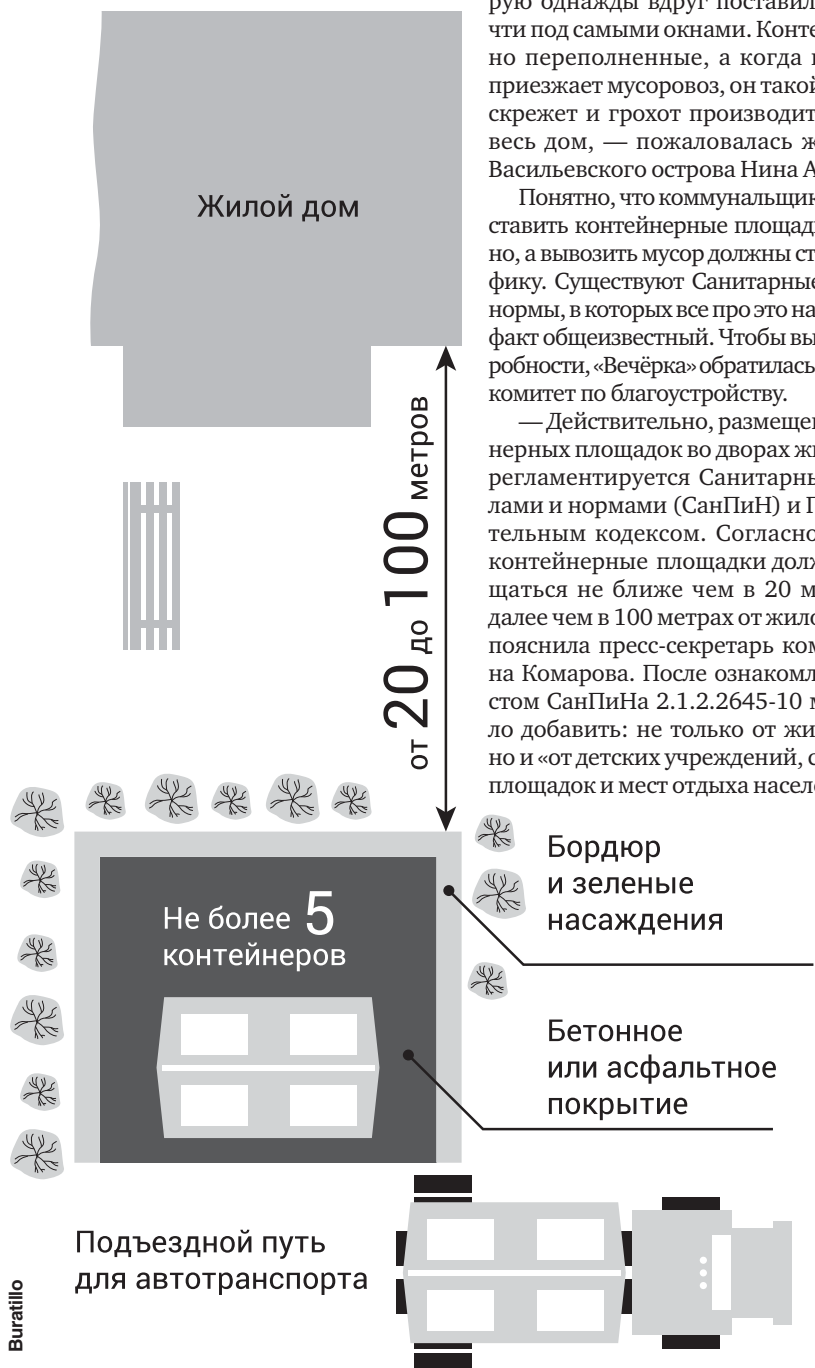 Жилой дом
от 20 до 100 метров
Не более 5
контейнеров
Бордюр
и зеленые
насаждения
Бетонное
или асфальтное
покрытие
Подъездной путь
для автотранспорта
Buratillo
рую однажды вдруг поставил
чти под самыми окнами. Конте
но переполненные, а когда
приезжает мусоровоз, он такой
скрежет и грохот производит
весь дом, — пожаловалась ж
Васильевского острова Нина А
Понятно, что коммунальщик
ставить контейнерные площад
но, а вывозить мусор должны ст
фику. Существуют Санитарные
нормы, в которых все про это на
факт общеизвестный. Чтобы вы
робности, «Вечёрка» обратилась
комитет по благоустройству.
— Действительно, размещен
нерных площадок во дворах жи
регламентируется Санитарны
лами и нормами (СанПиН) и Г
тельным кодексом. Согласно
контейнерные площадки долж
щаться не ближе чем в 20 м
далее чем в 100 метрах от жило
пояснила пресс-секретарь ком
на Комарова. После ознакомл
стом СанПиНа 2.1.2.2645-10 м
ло добавить: не только от жи
но и «от детских учреждений, с
площадок и мест отдыха населе